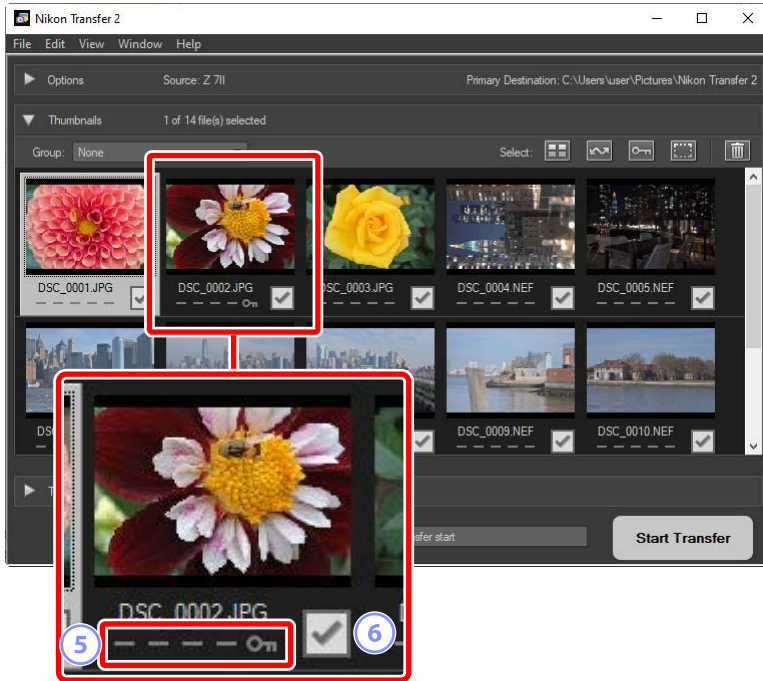 Nikon Transfer 2
File Edit View Window Help
Options Source: Z 7II Primary Destination: C:\Users\user\Pictures\Nikon Transfer 2
Thumbnails 1 of 14 file(s) selected
Group: None Select:
DSC_0001.JPG DSC_0002.JPG DSC_0003.JPG DSC_0004.NEF DSC_0005.NEF
DSC_0009.NEF DSC_0010.NEF
Start Transfer
DSC_0002.JPG
5 6